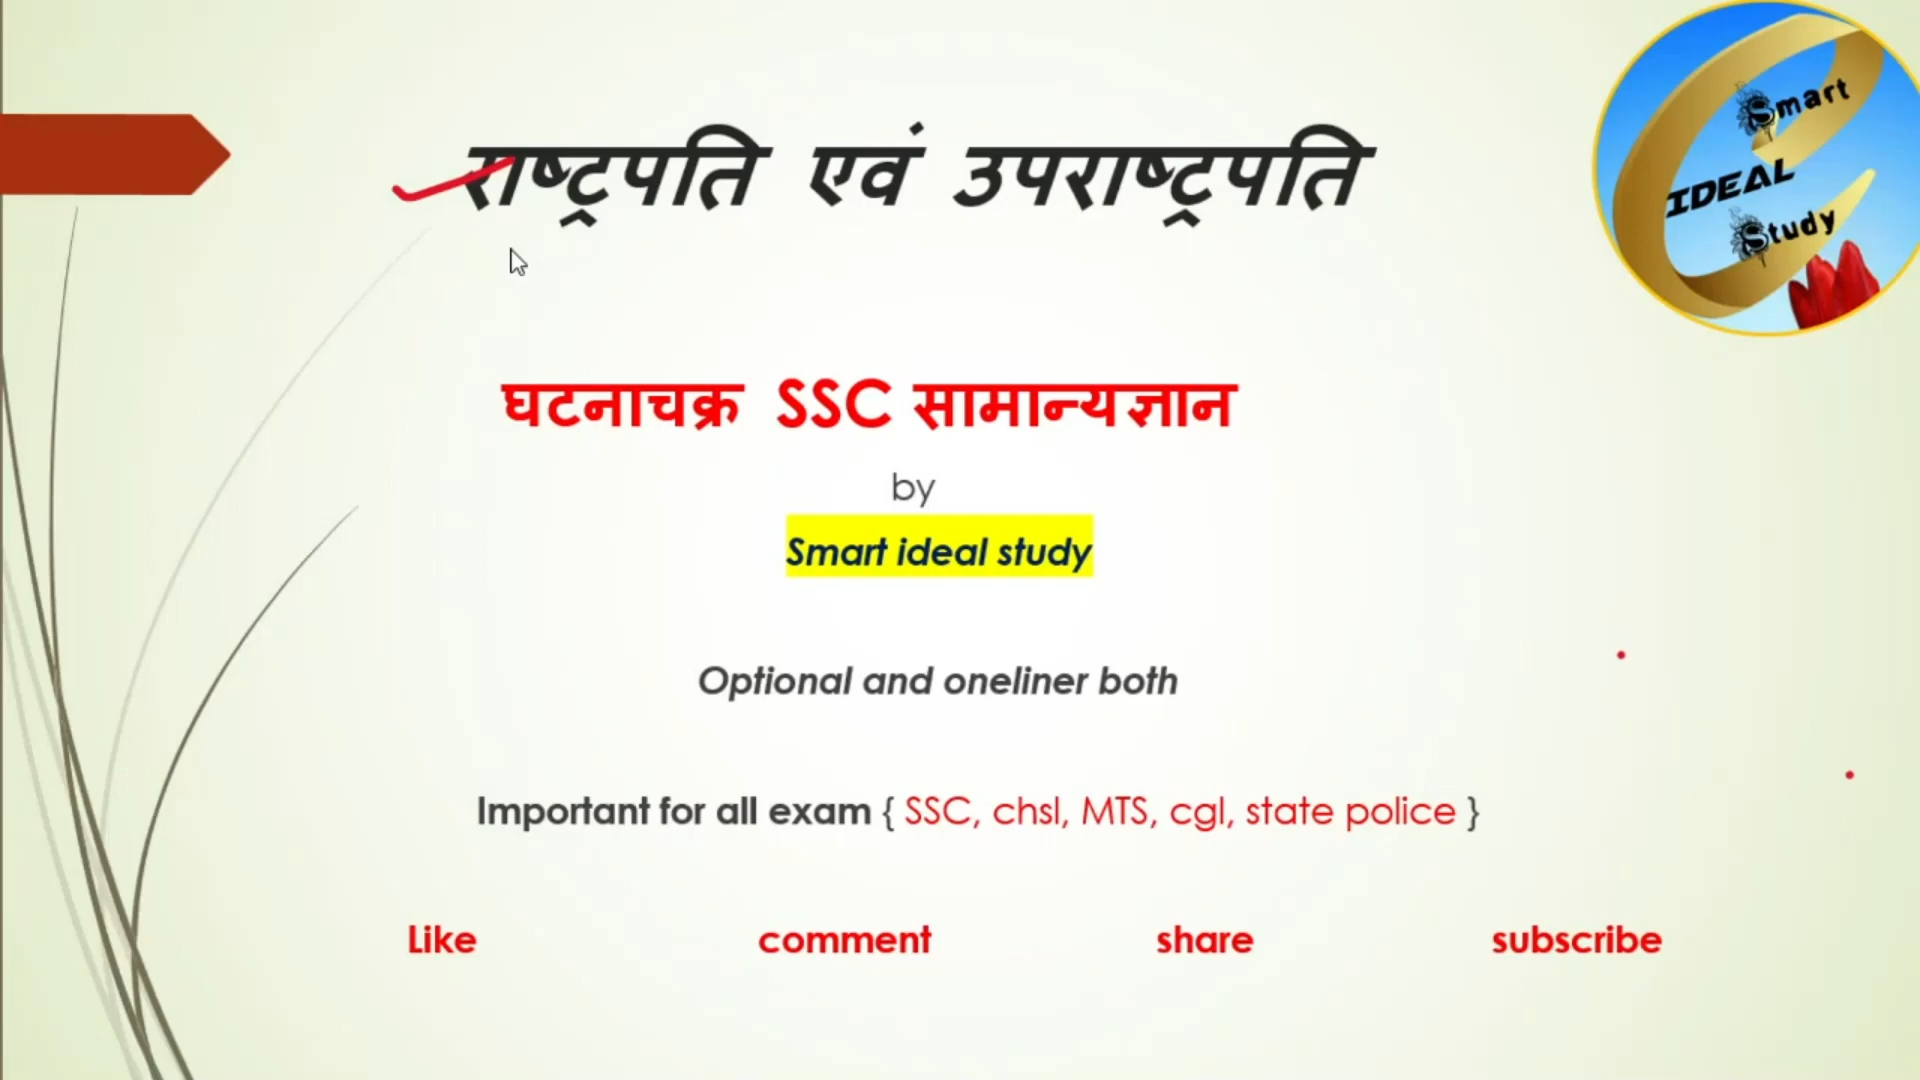 राष्ट्रपति एवं उपराष्ट्रपति
Smart
IDEAL
Study
घटनाचक्र SSC सामान्यज्ञान
by
Smart ideal study
Optional and oneliner both
Important for all exam { SSC, chsl, MTS, cgl, state police }
Like comment share subscribe